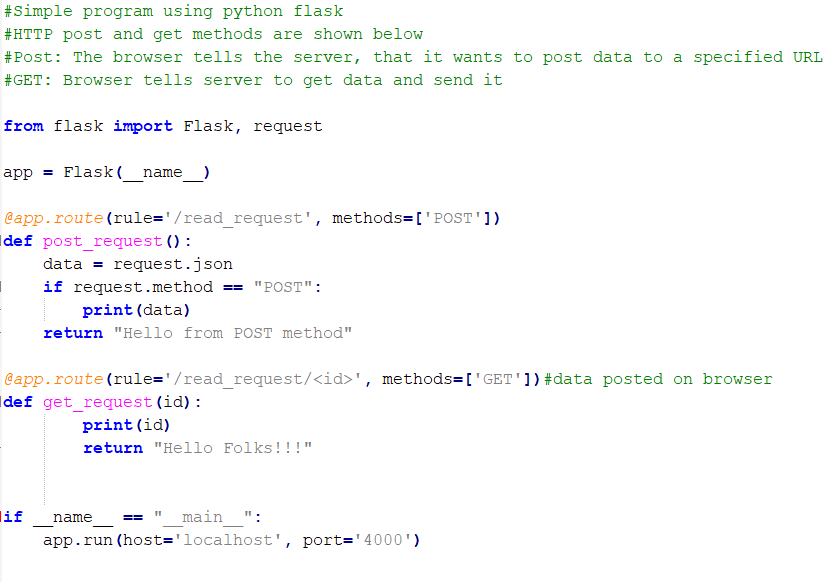 #Simple program using python flask
#HTTP post and get methods are shown below
#Post: The browser tells the server, that it wants to post data to a specified URL
#GET: Browser tells server to get data and send it

from flask import Flask, request

app = Flask(__name__)

@app.route(rule='/read_request', methods=['POST'])
def post_request():
    data = request.json
    if request.method == "POST":
        print(data)
    return "Hello from POST method"

@app.route(rule='/read_request/<id>', methods=['GET'])#data posted on browser
def get_request(id):
        print(id)
        return "Hello Folks!!!"


if __name__ == "__main__":
    app.run(host='localhost', port='4000')